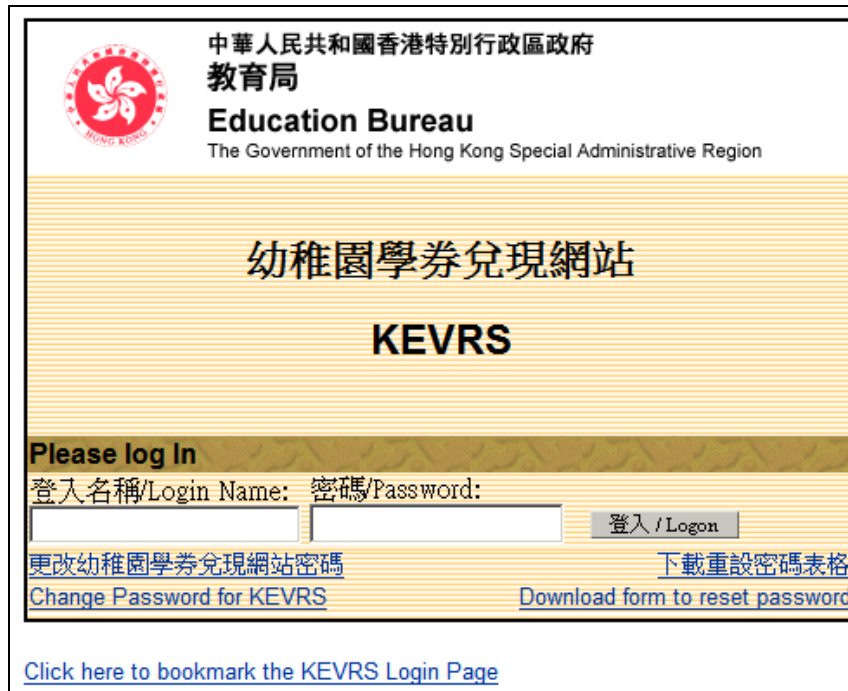 中華人民共和國香港特別行政區政府
教育局
Education Bureau
The Government of the Hong Kong Special Administrative Region
HONG KONG
幼稚園學券兌現網站
KEVRS
Please log In
登入名稱/Login Name: 密碼/Password:
登入 / Logon
更改幼稚園學券兌現網站密碼 下載重設密碼表格
Change Password for KEVRS Download form to reset password
Click here to bookmark the KEVRS Login Page